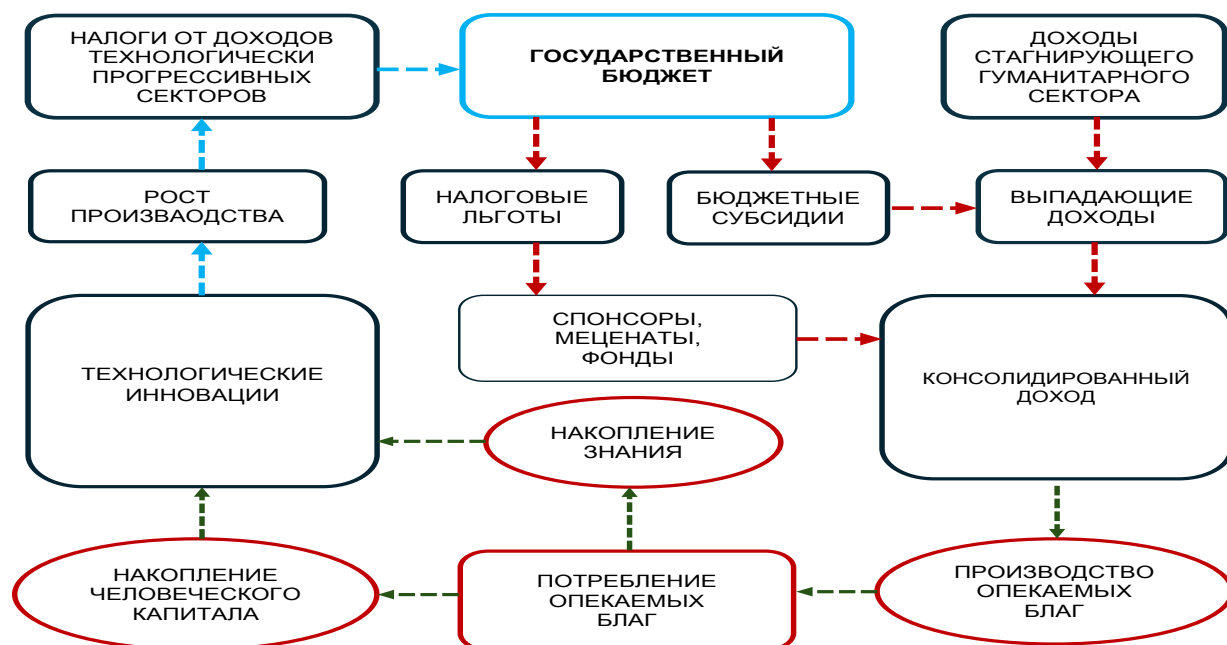 НАЛОГИ ОТ ДОХОДОВ
ТЕХНОЛОГИЧЕСКИ
ПРОГРЕССИВНЫХ
СЕКТОРОВ
ГОСУДАРСТВЕННЫЙ
БЮДЖЕТ
ДОХОДЫ
СТАГНИРУЮЩЕГО
ГУМАНИТАРНОГО
СЕКТОРА
РОСТ
ПРОИЗВАОДСТВА
НАЛОГОВЫЕ
ЛЬГОТЫ
БЮДЖЕТНЫЕ
СУБСИДИИ
ВЫПАДАЮЩИЕ
ДОХОДЫ
ТЕХНОЛОГИЧЕСКИЕ
ИННОВАЦИИ
СПОНСОРЫ,
МЕЦЕНАТЫ,
ФОНДЫ
КОНСОЛИДИРОВАННЫЙ
ДОХОД
НАКОПЛЕНИЕ
ЗНАНИЯ
НАКОПЛЕНИЕ
ЧЕЛОВЕЧЕСКОГО
КАПИТАЛА
ПОТРЕБЛЕНИЕ
ОПЕКАЕМЫХ
БЛАГ
ПРОИЗВОДСТВО
ОПЕКАЕМЫХ
БЛАГ